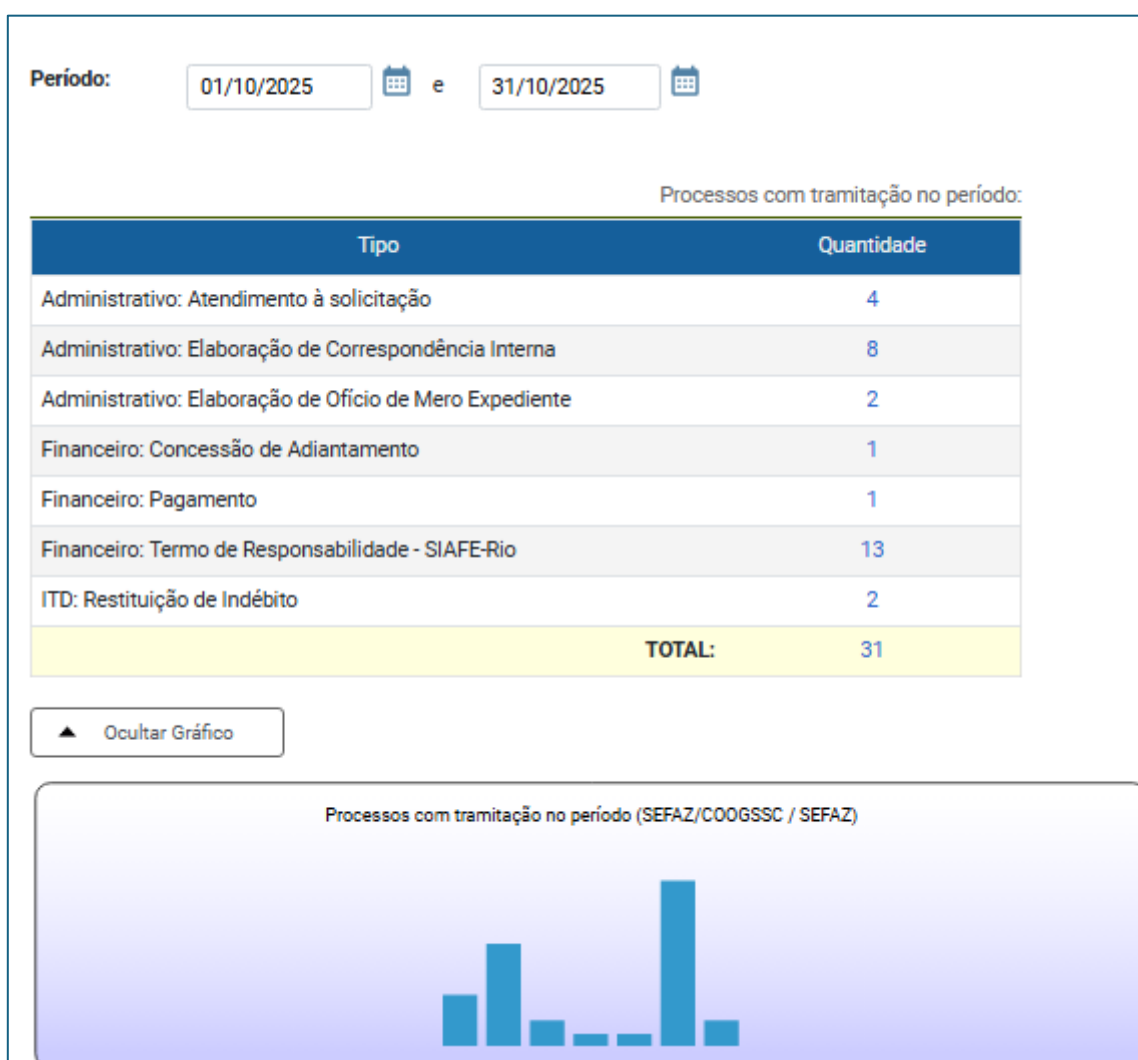 Período: 01/10/2025 e 31/10/2025
Processos com tramitação no período:
Tipo Quantidade
Administrativo: Atendimento à solicitação 4
Administrativo: Elaboração de Correspondência Interna 8
Administrativo: Elaboração de Ofício de Mero Expediente 2
Financeiro: Concessão de Adiantamento 1
Financeiro: Pagamento 1
Financeiro: Termo de Responsabilidade - SIAFE-Rio 13
ITD: Restituição de Indébito 2
TOTAL: 31
Ocultar Gráfico
Processos com tramitação no período (SEFAZ/COOGSSC / SEFAZ)